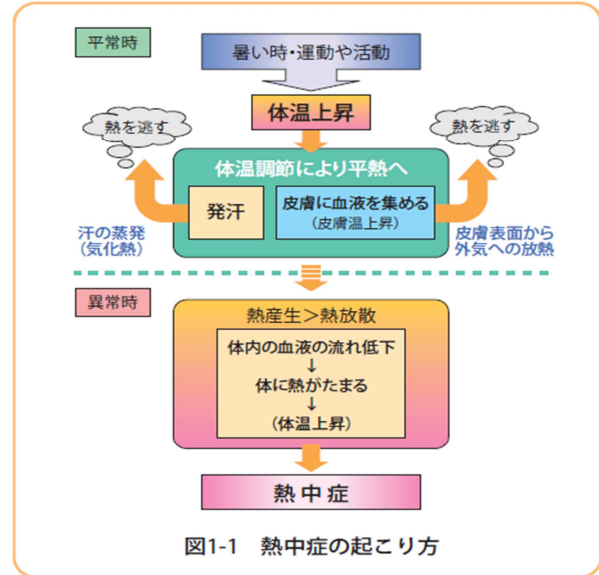 平常時
暑い時・運動や活動
体温上昇
熱を逃す
熱を逃す
体温調節により平熱へ
発汗
皮膚に血液を集める
(皮膚温上昇)
汗の蒸発
(気化熱)
皮膚表面から
外気への放熱
異常時
熱産生＞熱放散
体内の血液の流れ低下
↓
体に熱がたまる
↓
(体温上昇)
熱中症
図1-1 熱中症の起こり方